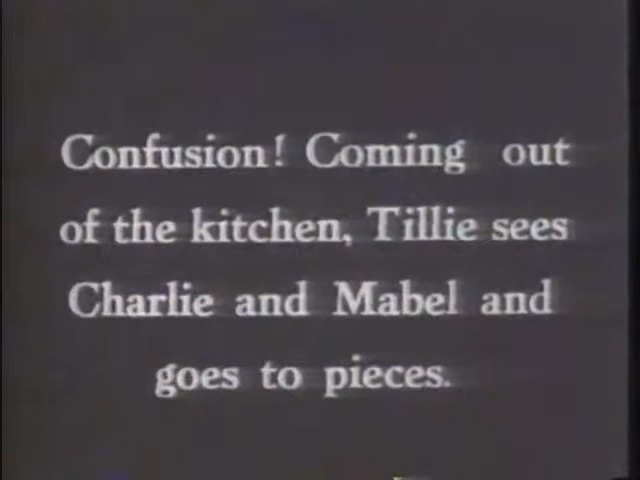 Confusion! Coming out
of the kitchen, Tillie sees
Charlie and Mabel and
goes to pieces.